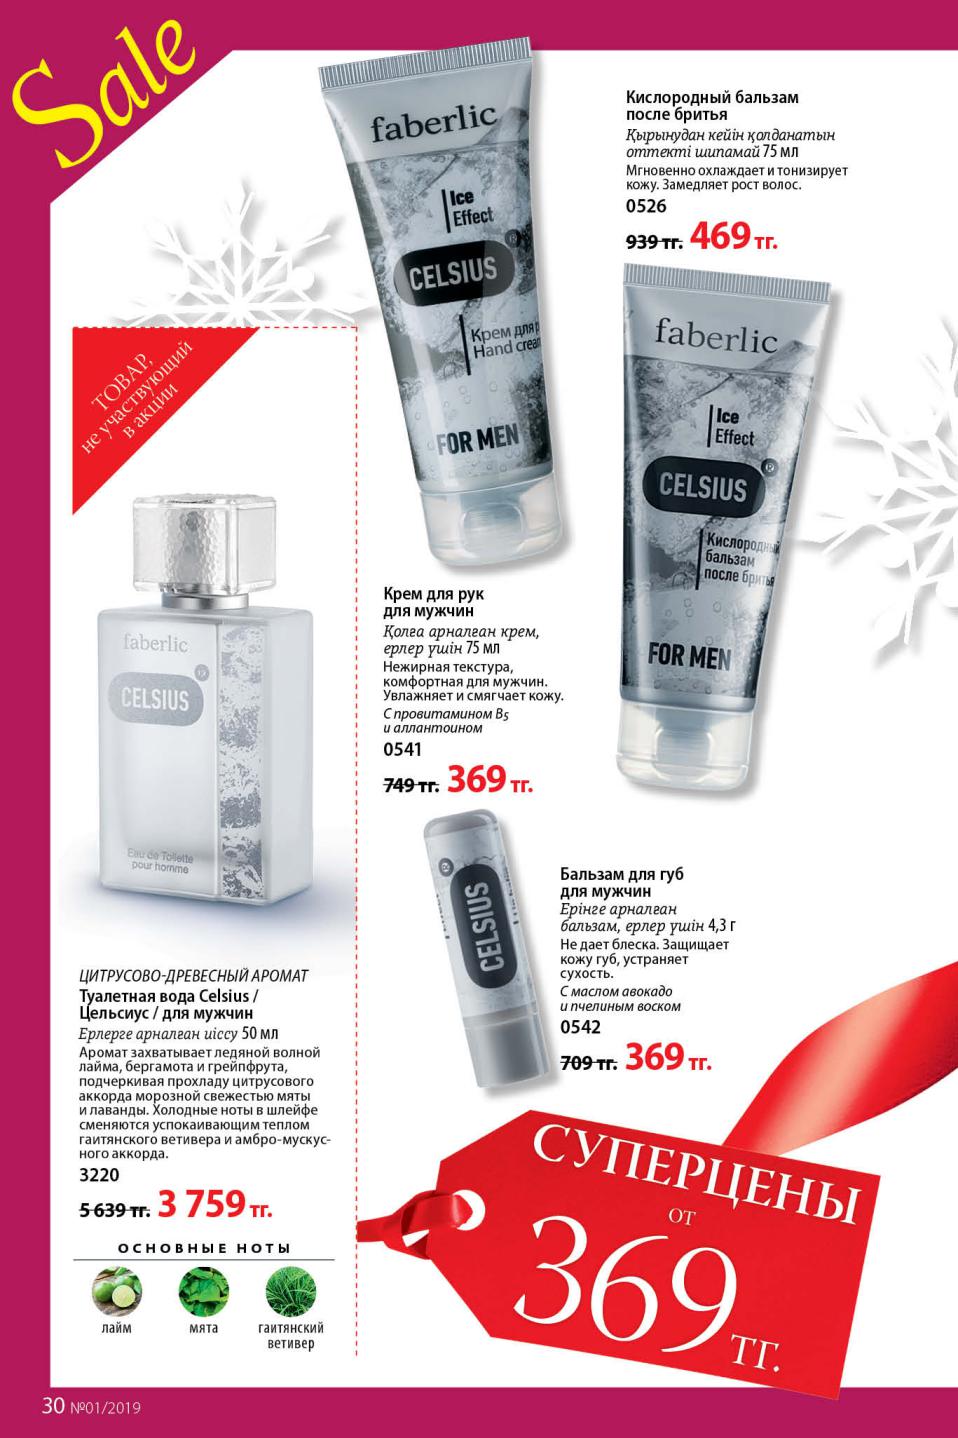 Sale
faberlic
Ice
Effect
CELSIUS
Крем для р
Hand cream
FOR MEN
Кислородный бальзам
после бритья
Қырынудан кейін қолданатын
оттекті шипамай 75 мл
Мгновенно охлаждает и тонизирует
кожу. Замедляет рост волос.
0526
939 тг. 469 тг.
faberlic
Ice
Effect
CELSIUS
Кислородный
бальзам
после бритья
FOR MEN
ТОВАР,
не участвующий
в акции
faberlic
CELSIUS
Eau de Toilette
pour homme
Крем для рук
для мужчин
Қолға арналған крем,
ерлер үшін 75 мл
Нежирная текстура,
комфортная для мужчин.
Увлажняет и смягчает кожу.
С провитамином B5
и аллантоином
0541
749 тг. 369 тг.
CELSIUS
Бальзам для губ
для мужчин
Ерінге арналған
бальзам, ерлер үшін 4,3 г
Не дает блеска. Защищает
кожу губ, устраняет
сухость.
С маслом авокадо
и пчелиным воском
0542
709 тг. 369 тг.
ЦИТРУСОВО-ДРЕВЕСНЫЙ АРОМАТ
Туалетная вода Celsius /
Цельсиус / для мужчин
Ерлерге арналған иіссу 50 мл
Аромат захватывает ледяной волной
лайма, бергамота и грейпфрута,
подчеркивая прохладу цитрусового
аккорда морозной свежестью мяты
и лаванды. Холодные ноты в шлейфе
сменяются успокаивающим теплом
гаитянского ветивера и амбро-мускус-
ного аккорда.
3220
5 639 тг. 3 759 тг.
ОСНОВНЫЕ НОТЫ
лайм
мята
гаитянский
ветивер
СУПЕРЦЕНЫ
ОТ
369 ТГ.
30 №01/2019